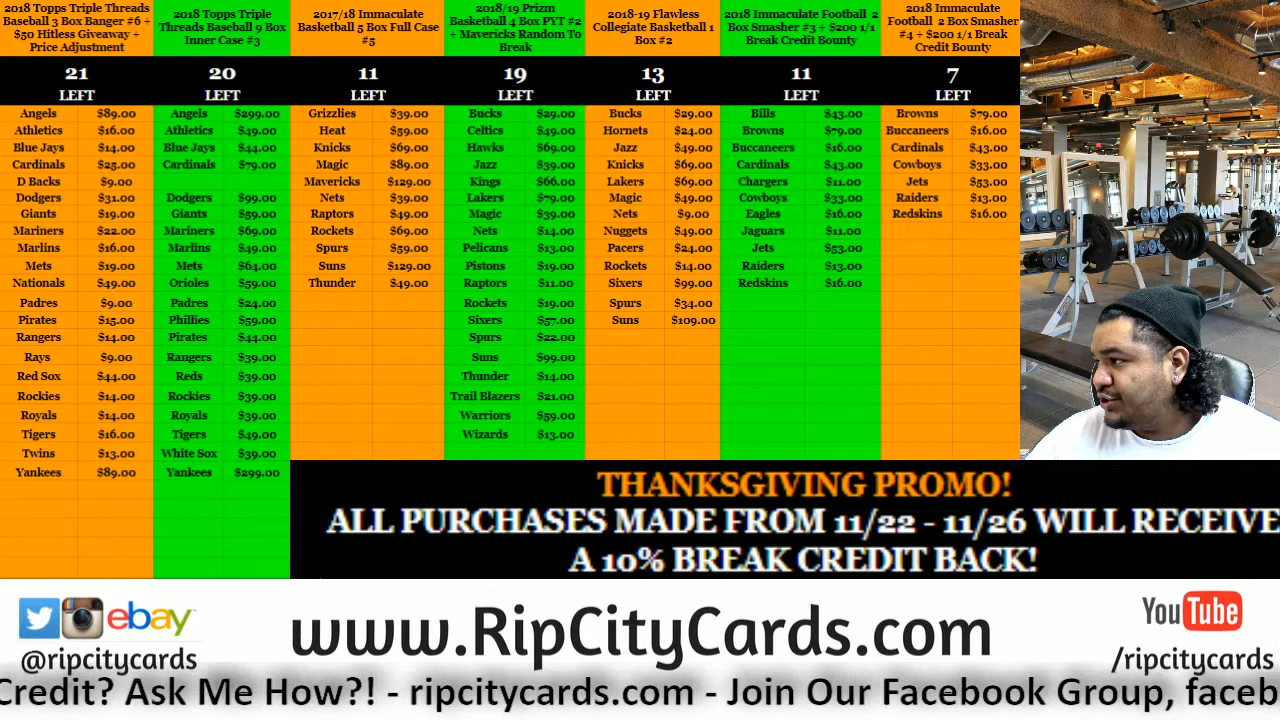 2018 Topps Triple Threads
Baseball 3 Box Banger #6 +
$50 Hitless Giveaway +
Price Adjustment
21
LEFT
Angels $89.00
Athletics $16.00
Blue Jays $14.00
Cardinals $25.00
D Backs $9.00
Dodgers $31.00
Giants $19.00
Mariners $22.00
Marlins $16.00
Mets $19.00
Nationals $49.00
Padres $9.00
Pirates $15.00
Rangers $14.00
Rays $9.00
Red Sox $44.00
Rockies $14.00
Royals $14.00
Tigers $16.00
Twins $13.00
Yankees $89.00
2018 Topps Triple
Threads Baseball 9 Box
Inner Case #3
20
LEFT
Angels $299.00
Athletics $49.00
Blue Jays $44.00
Cardinals $79.00
Dodgers $99.00
Giants $59.00
Mariners $69.00
Marlins $49.00
Mets $64.00
Orioles $59.00
Padres $24.00
Phillies $59.00
Pirates $44.00
Rangers $39.00
Reds $39.00
Rockies $39.00
Royals $39.00
Tigers $49.00
White Sox $39.00
Yankees $299.00
2017/18 Immaculate
Basketball 5 Box Full Case
#5
11
LEFT
Grizzlies $39.00
Heat $59.00
Knicks $69.00
Magic $89.00
Mavericks $129.00
Nets $39.00
Raptors $49.00
Rockets $69.00
Spurs $59.00
Suns $129.00
Thunder $49.00
2018/19 Prizm
Basketball 4 Box PYT #2
+ Mavericks Random To
Break
19
LEFT
Bucks $29.00
Celtics $49.00
Hawks $69.00
Jazz $39.00
Kings $66.00
Lakers $79.00
Magic $39.00
Nets $14.00
Pelicans $13.00
Pistons $19.00
Raptors $11.00
Rockets $19.00
Sixers $57.00
Spurs $22.00
Suns $99.00
Thunder $14.00
Trail Blazers $21.00
Warriors $59.00
Wizards $13.00
2018-19 Flawless
Collegiate Basketball 1
Box #2
13
LEFT
Bucks $29.00
Hornets $24.00
Jazz $49.00
Knicks $69.00
Lakers $69.00
Magic $49.00
Nets $9.00
Nuggets $49.00
Pacers $24.00
Rockets $14.00
Sixers $99.00
Spurs $34.00
Suns $109.00
2018 Immaculate Football 2
Box Smasher #3 + $200 1/1
Break Credit Bounty
11
LEFT
Bills $43.00
Browns $79.00
Buccaneers $16.00
Cardinals $43.00
Chargers $11.00
Cowboys $33.00
Eagles $16.00
Jaguars $11.00
Jets $53.00
Raiders $13.00
Redskins $16.00
2018 Immaculate
Football 2 Box Smasher
#4 + $200 1/1 Break
Credit Bounty
7
LEFT
Browns $79.00
Buccaneers $16.00
Cardinals $43.00
Cowboys $33.00
Jets $53.00
Raiders $13.00
Redskins $16.00
THANKSGIVING PROMO!
ALL PURCHASES MADE FROM 11/22 - 11/26 WILL RECEIVE
A 10% BREAK CREDIT BACK!
ebay
@ripcitycards
www.RipCityCards.com
YouTube
/ripcitycards
Credit? Ask Me How?! - ripcitycards.com - Join Our Facebook Group, faceb